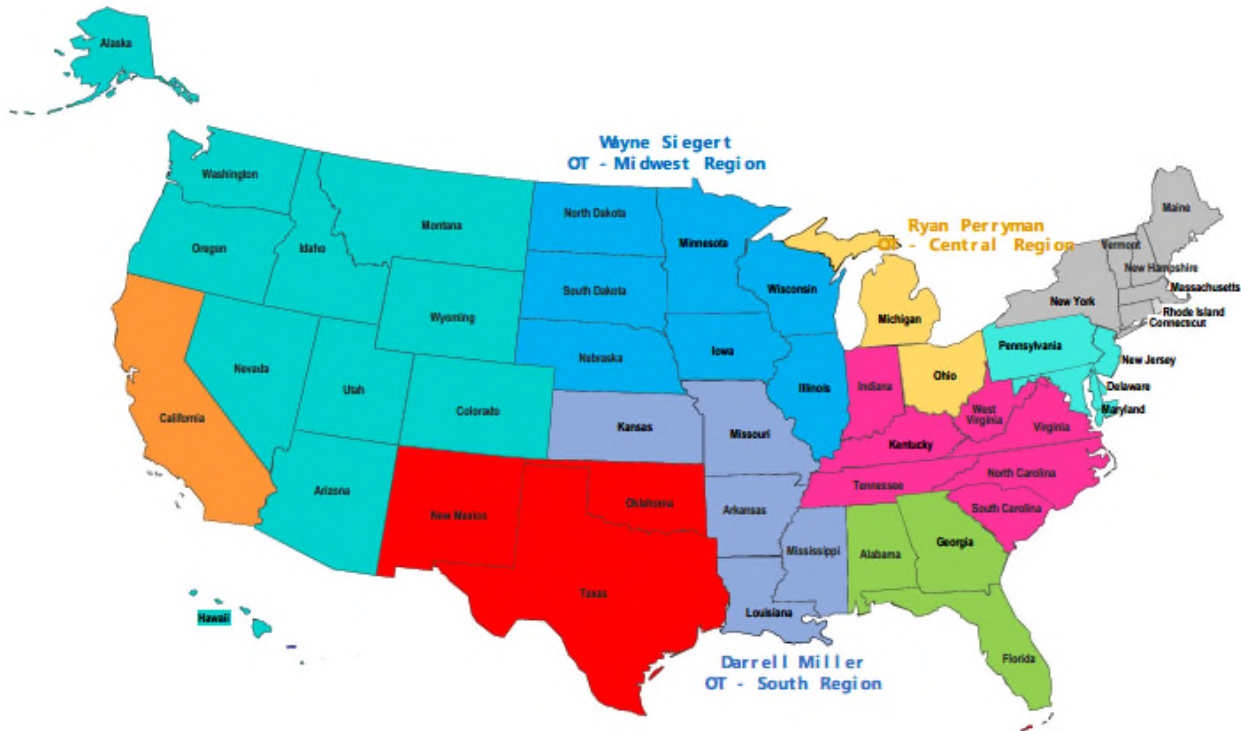 Alaska
Wayne Siegert
OT - Midwest Region
Washington
Maine
North Dakota
Montana
Ryan Perryman
OT - Central Region
Minnesota
Vermont
Oregon
Idaho
New Hampshire
Wisconsin
South Dakota
Massachusetts
New York
Rhode Island
Wyoming
Michigan
Connecticut
Pennsylvania
Iowa
Nebraska
New Jersey
Nevada
Ohio
Indiana
Illinois
Utah
Delaware
Colorado
Maryland
California
West
Virginia
Virginia
Kansas
Missouri
Kentucky
North Carolina
Tennessee
Arizona
Oklahoma
South Carolina
Arkansas
New Mexico
Georgia
Mississippi
Alabama
Texas
Louisiana
Hawaii
Florida
Darrell Miller
OT - South Region